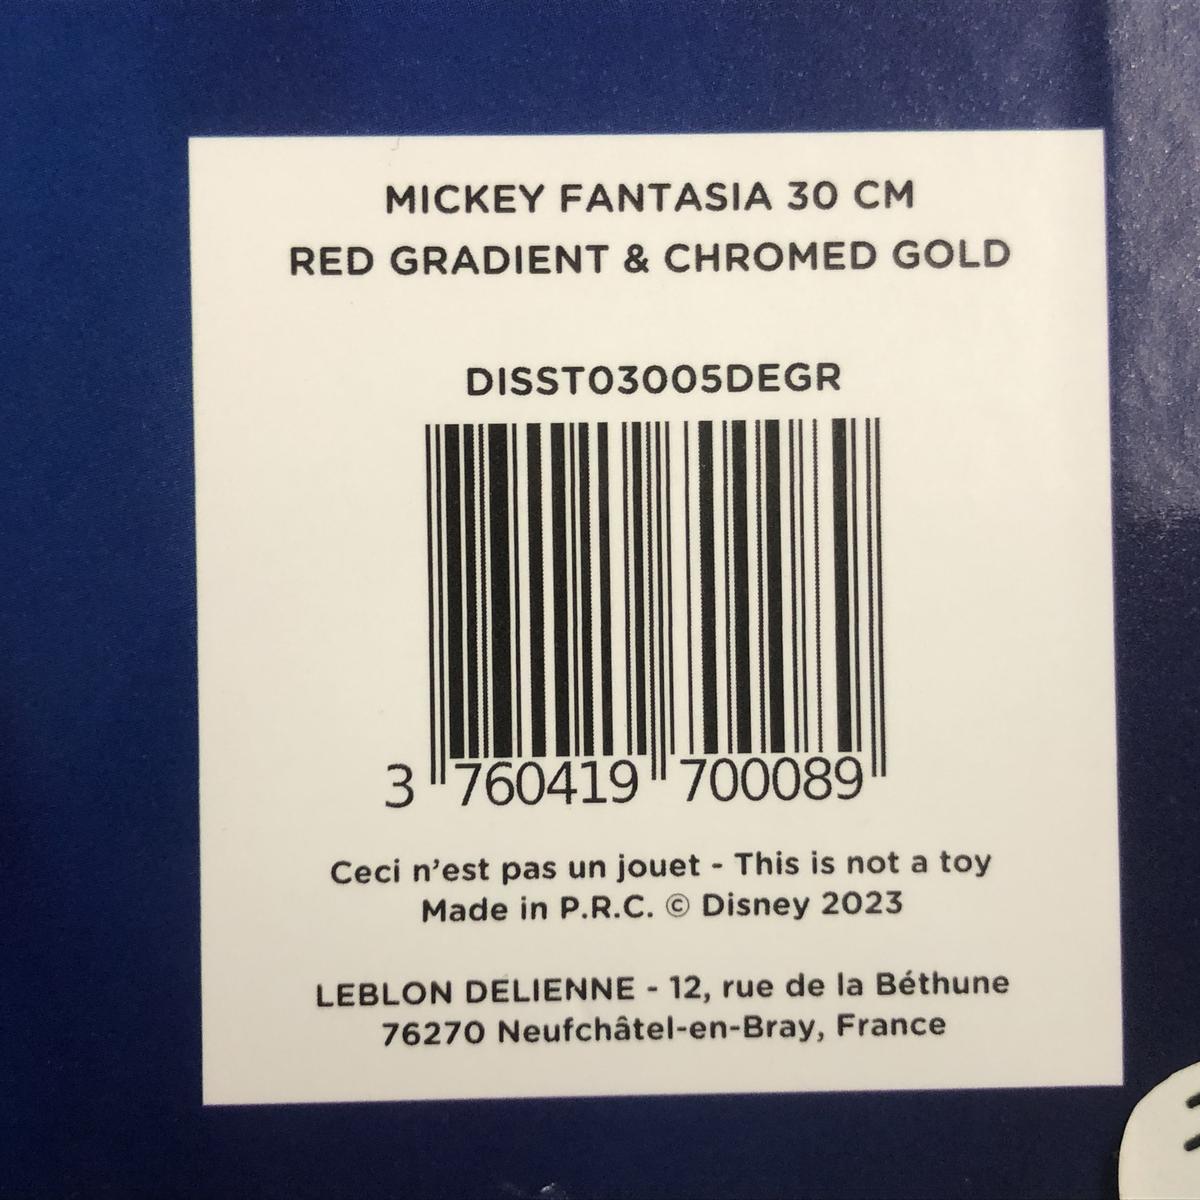 MICKEY FANTASIA 30 CM
RED GRADIENT & CHROMED GOLD
DISST03005DEGR
3 760419 700089
Ceci n'est pas un jouet - This is not a toy
Made in P.R.C. © Disney 2023
LEBLON DELIENNE - 12, rue de la Béthune
76270 Neufchâtel-en-Bray, France